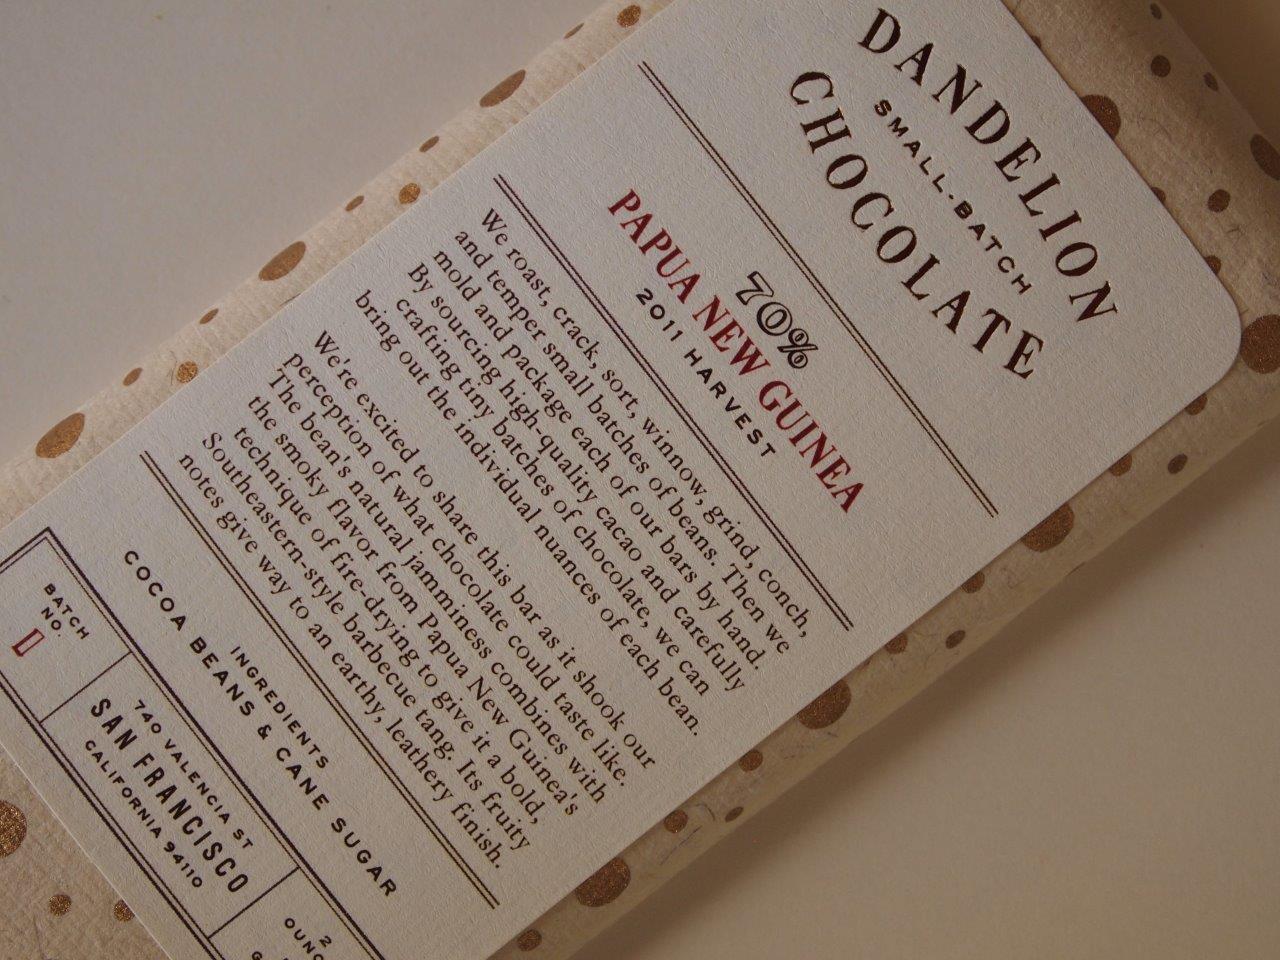 DANDELION
SMALL-BATCH
CHOCOLATE
70%
PAPUA NEW GUINEA
2011 HARVEST
We roast, crack, sort, winnow, grind, conch,
and temper small batches of beans. Then we
mold and package each of our bars by hand.
By sourcing high-quality cacao and carefully
crafting tiny batches of chocolate, we can
bring out the individual nuances of each bean.
We're excited to share this bar as it shook our
perception of what chocolate could taste like.
The bean's natural jamminess combines with
the smoky flavor from Papua New Guinea's
technique of fire-drying to give it a bold,
Southeastern-style barbecue tang. Its fruity
notes give way to an earthy, leathery finish.
INGREDIENTS
COCOA BEANS & CANE SUGAR
BATCH
NO.
740 VALENCIA ST
SAN FRANCISCO
CALIFORNIA 94110
2